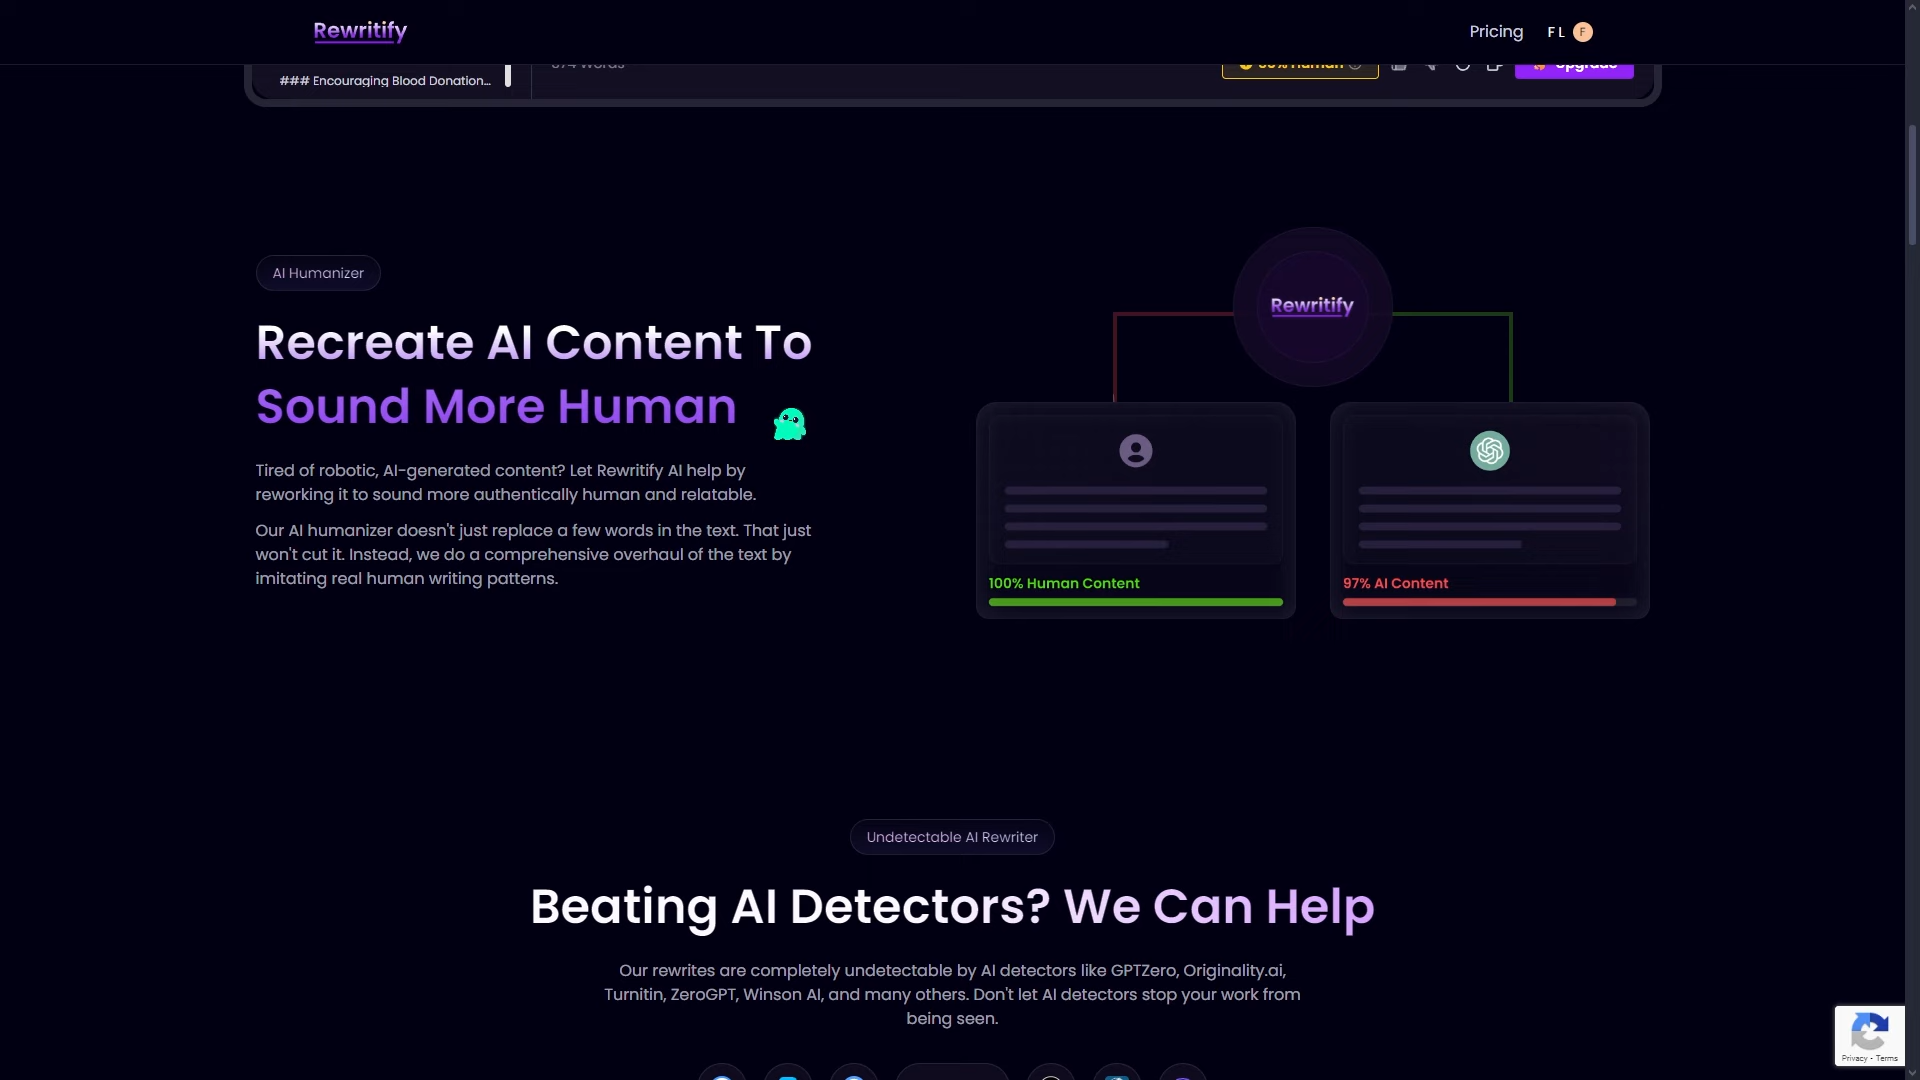 Rewritify
Pricing
F L
F
### Encouraging Blood Donation...
Upgrade
AI Humanizer
Recreate AI Content To
Sound More Human
Tired of robotic, AI-generated content? Let Rewritify AI help by
reworking it to sound more authentically human and relatable.
Our AI humanizer doesn't just replace a few words in the text. That just
won't cut it. Instead, we do a comprehensive overhaul of the text by
imitating real human writing patterns.
Rewritify
100% Human Content
97% AI Content
Undetectable AI Rewriter
Beating AI Detectors? We Can Help
Our rewrites are completely undetectable by AI detectors like GPTZero, Originality.ai,
Turnitin, ZeroGPT, Winson AI, and many others. Don't let AI detectors stop your work from
being seen.
Privacy - Terms